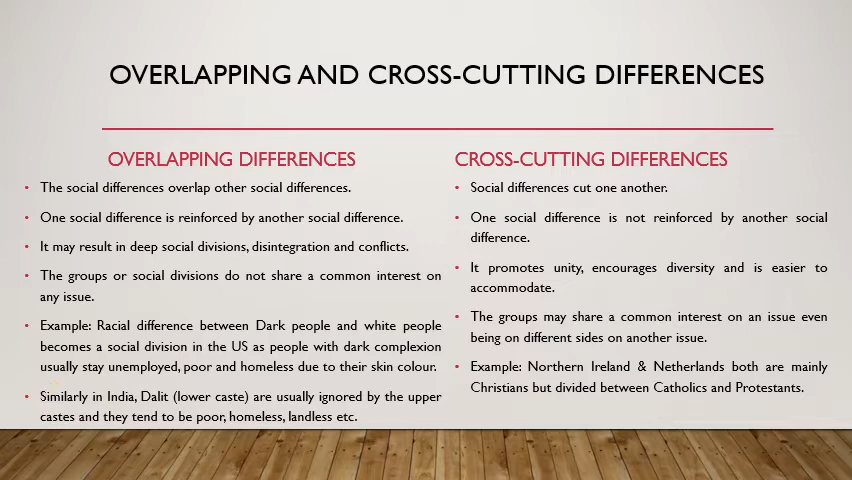 OVERLAPPING AND CROSS-CUTTING DIFFERENCES
OVERLAPPING DIFFERENCES
• The social differences overlap other social differences.
• One social difference is reinforced by another social difference.
• It may result in deep social divisions, disintegration and conflicts.
• The groups or social divisions do not share a common interest on
any issue.
• Example: Racial difference between Dark people and white people
becomes a social division in the US as people with dark complexion
usually stay unemployed, poor and homeless due to their skin colour.
• Similarly in India, Dalit (lower caste) are usually ignored by the upper
castes and they tend to be poor, homeless, landless etc.
CROSS-CUTTING DIFFERENCES
• Social differences cut one another.
• One social difference is not reinforced by another social
difference.
• It promotes unity, encourages diversity and is easier to
accommodate.
• The groups may share a common interest on an issue even
being on different sides on another issue.
• Example: Northern Ireland & Netherlands both are mainly
Christians but divided between Catholics and Protestants.